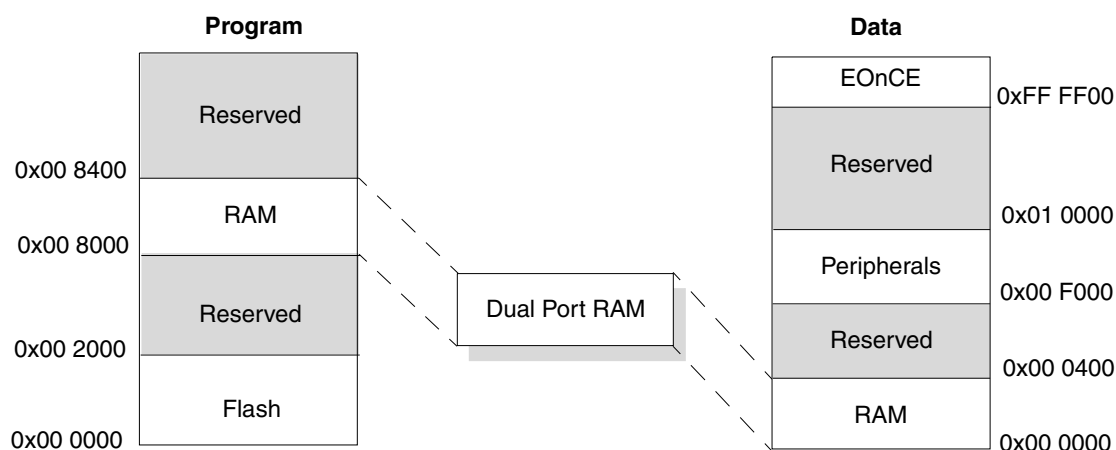 Program
Reserved
0x00 8400
RAM
0x00 8000
Reserved
0x00 2000
Flash
0x00 0000
Dual Port RAM
Data
EOnCE
0xFF FF00
Reserved
0x01 0000
Peripherals
0x00 F000
Reserved
0x00 0400
RAM
0x00 0000